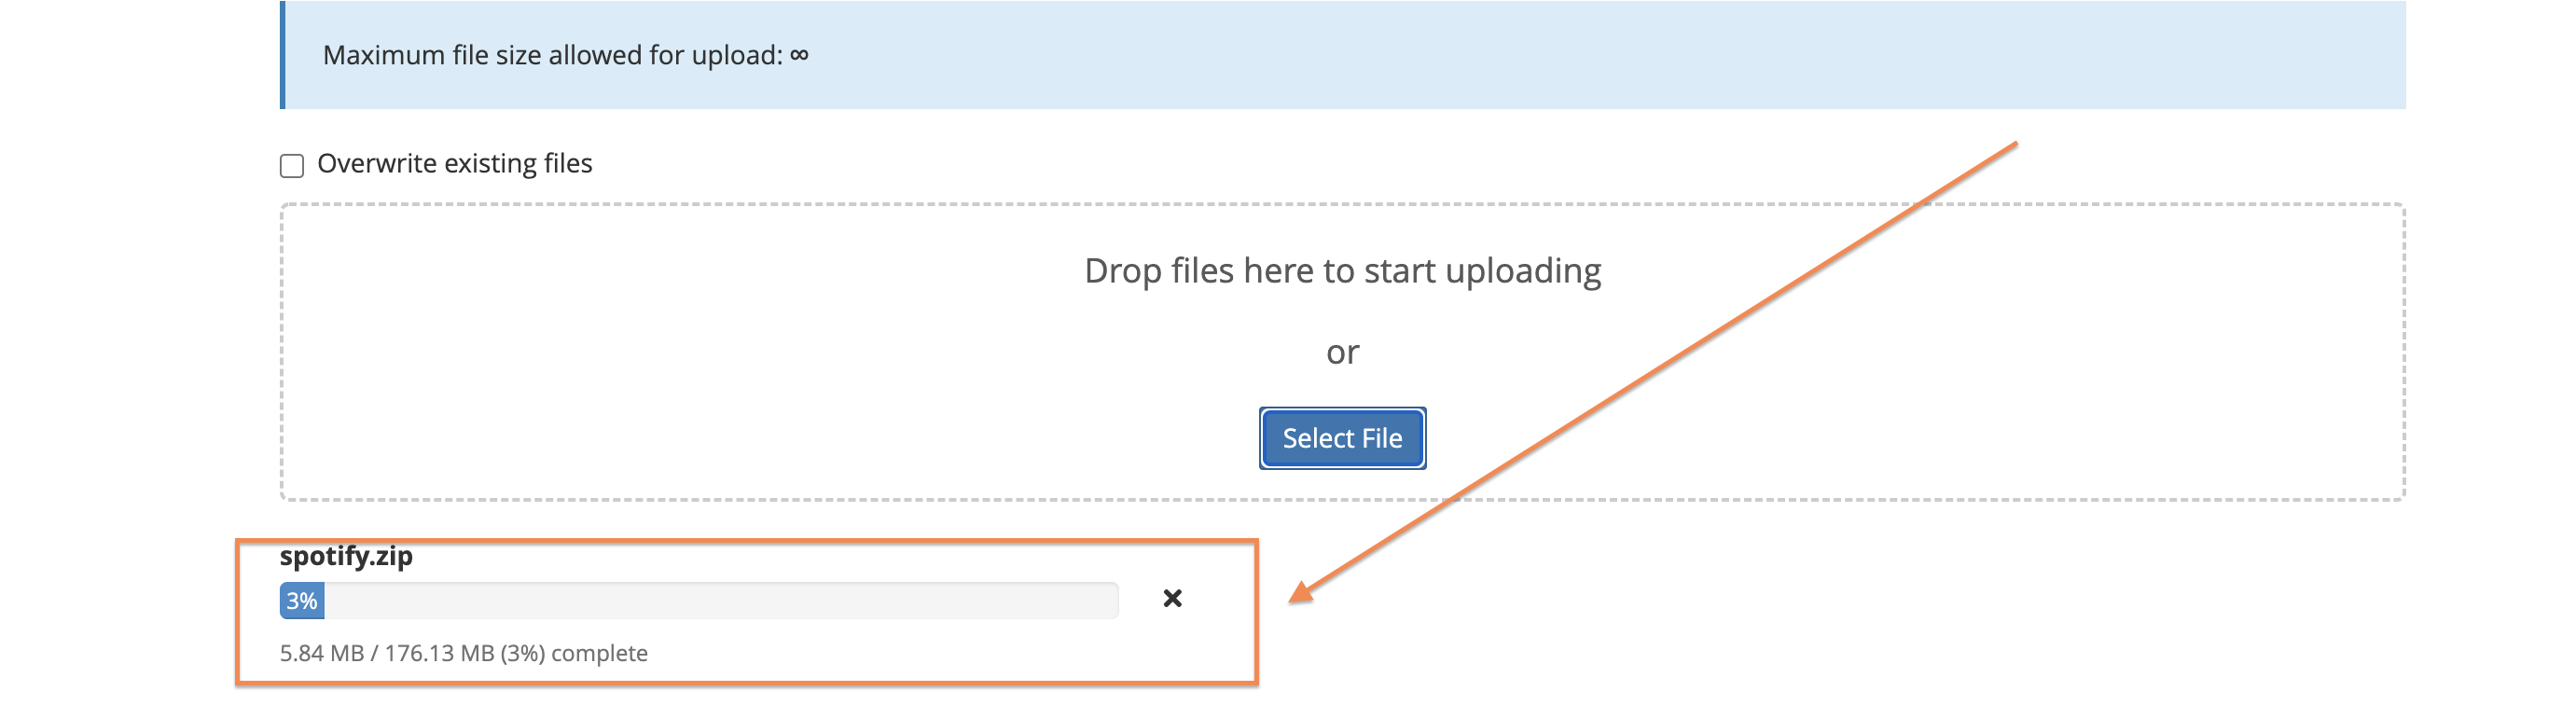 Maximum file size allowed for upload: ∞
Overwrite existing files
Drop files here to start uploading
or
Select File
spotify.zip
3%
5.84 MB / 176.13 MB (3%) complete